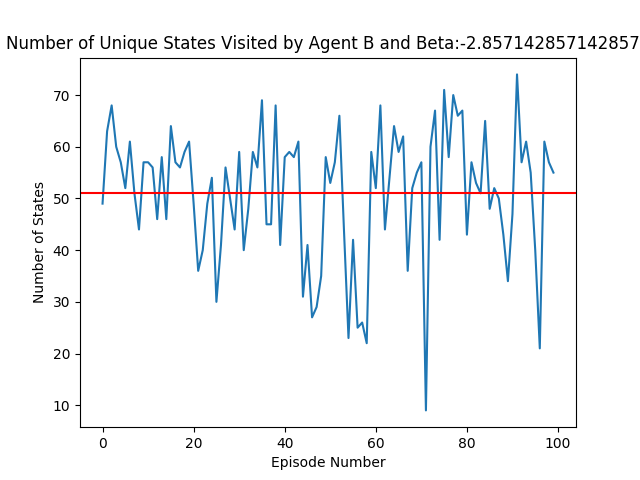 Number of Unique States Visited by Agent B and Beta:-2.857142857142857
70
60
50
40
30
20
10
Number of States
0 20 40 60 80 100
Episode Number